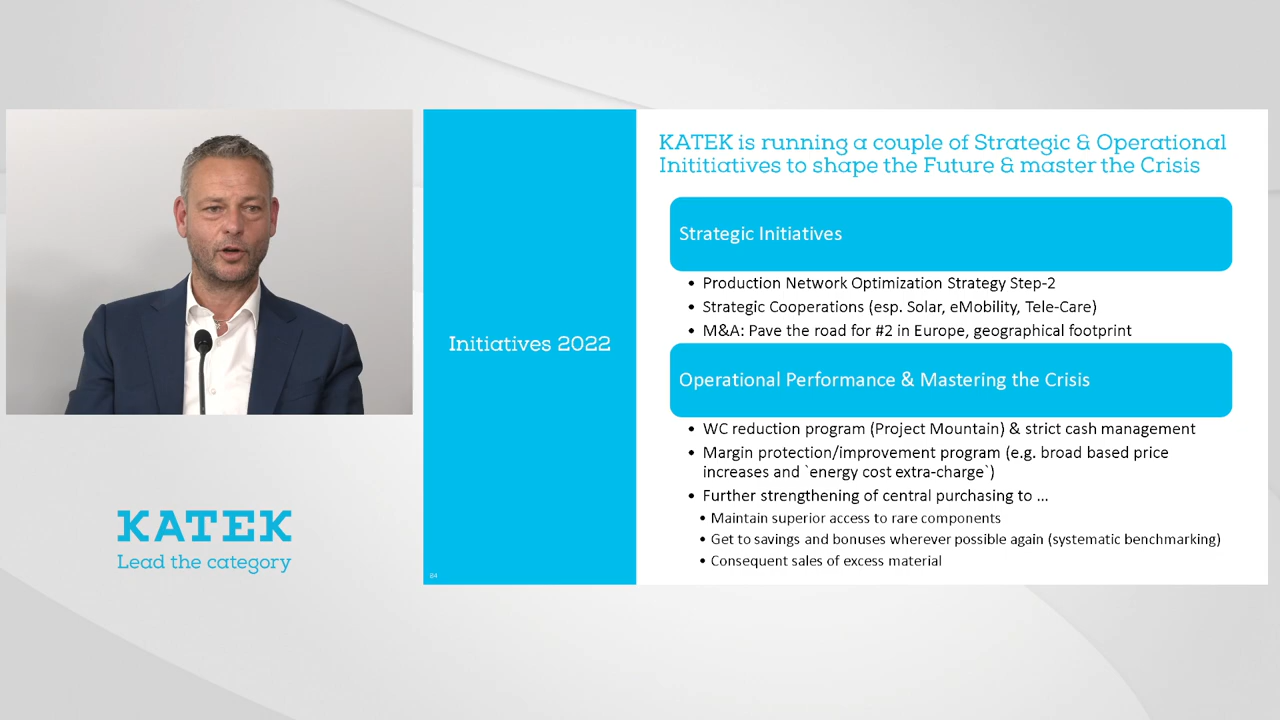 KATEK
Lead the category
Initiatives 2022
34
KATEK is running a couple of Strategic & Operational
Inititiatives to shape the Future & master the Crisis
Strategic Initiatives
• Production Network Optimization Strategy Step-2
• Strategic Cooperations (esp. Solar, eMobility, Tele-Care)
• M&A: Pave the road for #2 in Europe, geographical footprint
Operational Performance & Mastering the Crisis
• WC reduction program (Project Mountain) & strict cash management
• Margin protection/improvement program (e.g. broad based price
increases and `energy cost extra-charge`)
• Further strengthening of central purchasing to ...
• Maintain superior access to rare components
• Get to savings and bonuses wherever possible again (systematic benchmarking)
• Consequent sales of excess material